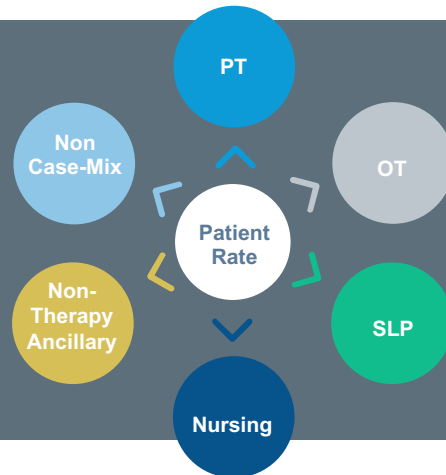 PT
Non
Case-Mix
OT
Patient
Rate
Non-
Therapy
Ancillary
SLP
Nursing